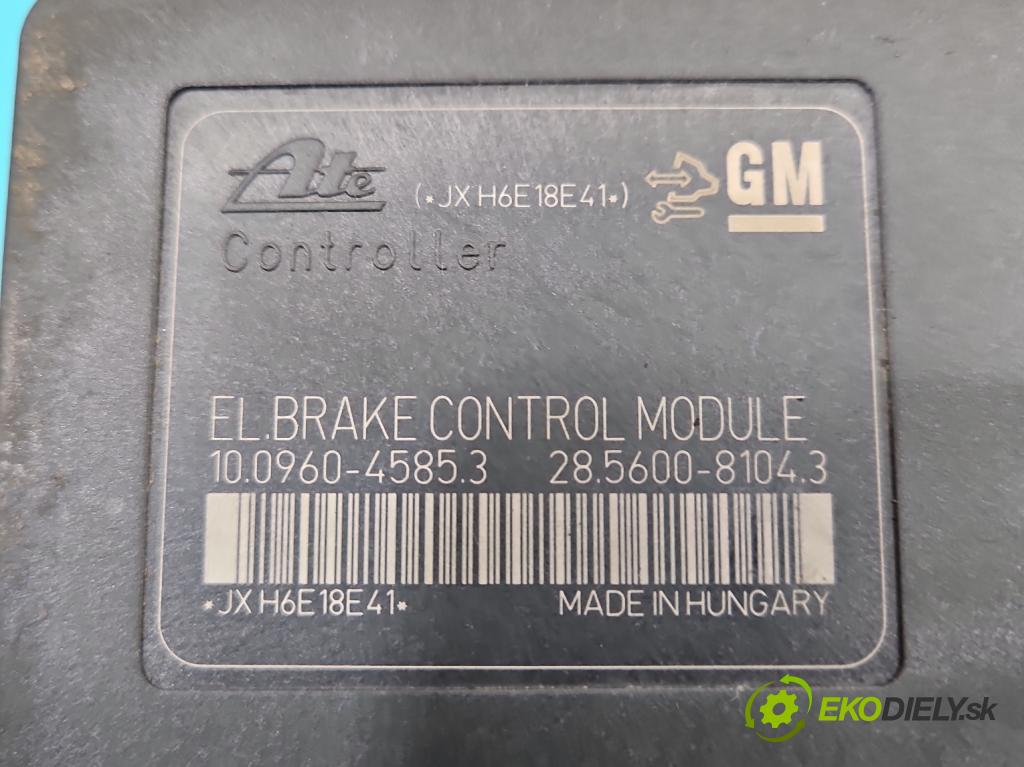 Ate (*JX H6E18E41*) GM
Controller
EL.BRAKE CONTROL MODULE
10.0960-4585.3 28.5600-8104.3
*JX H6E18E41* MADE IN HUNGARY
EKODIELY.sk